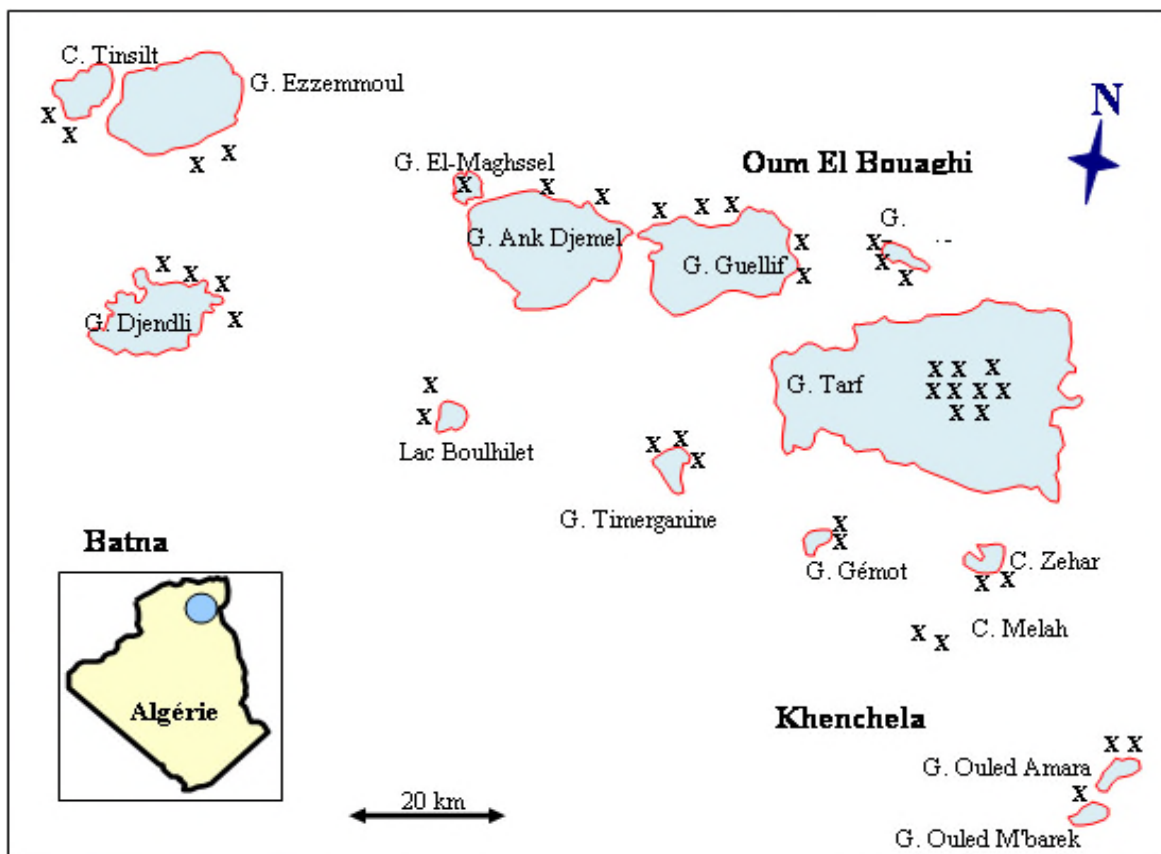 C. Tinsilt
G. Ezzemmoul
X
X
X X
N
G. El-Maghssel
Oum El Bouaghi
X
X
X
X X X
G.
G. Ank Djemel
G. Guellif
X
X
X
X
X
X X X
X
G. Djendli
G. Tarf
X X X
X X X X
X X
X
X
Lac Boulhilet
X X X
G. Timerganine
Batna
X
X
G. Gémot
C. Zehar
X X
X X
C. Melah
Algérie
Khenchela
X X
G. Ouled Amara
X
G. Ouled M'barek
20 km